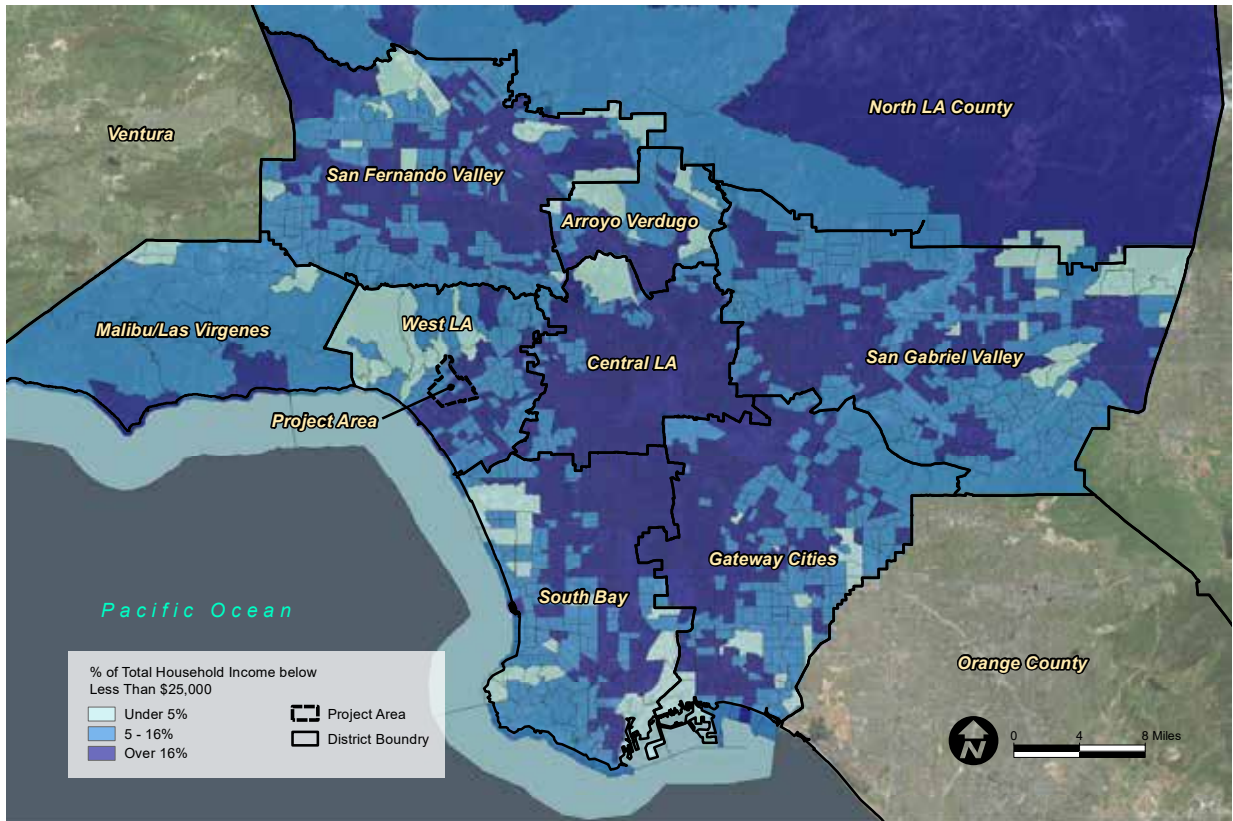 North LA County
Ventura
San Fernando Valley
Arroyo Verdugo
Malibu/Las Virgenes
West LA
Central LA
San Gabriel Valley
Project Area
Gateway Cities
South Bay
Pacific Ocean
Orange County
% of Total Household Income below
Less Than $25,000
Under 5%
5 - 16%
Over 16%
Project Area
District Boundry
N
0 4 8 Miles